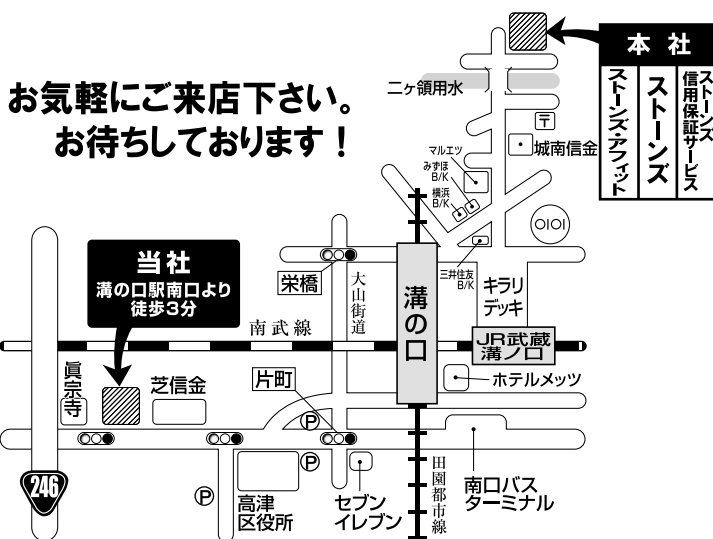 お気軽にご来店下さい。
お待ちしております！
本社
ストーンズ・アフィット
ストーンズ
ストーンズ
信用保証サービス
二ヶ領用水
〒
城南信金
マルエツ
みずほ
B/K
横浜
B/K
OIOI
三井住友
B/K
キラリ
デッキ
当社
溝の口駅南口より
徒歩3分
栄橋
大山街道
溝の口
南武線
JR武蔵
溝ノ口
眞宗寺
芝信金
片町
ホテルメッツ
P
P
P
246
高津
区役所
セブン
イレブン
田園都市線
南口バス
ターミナル